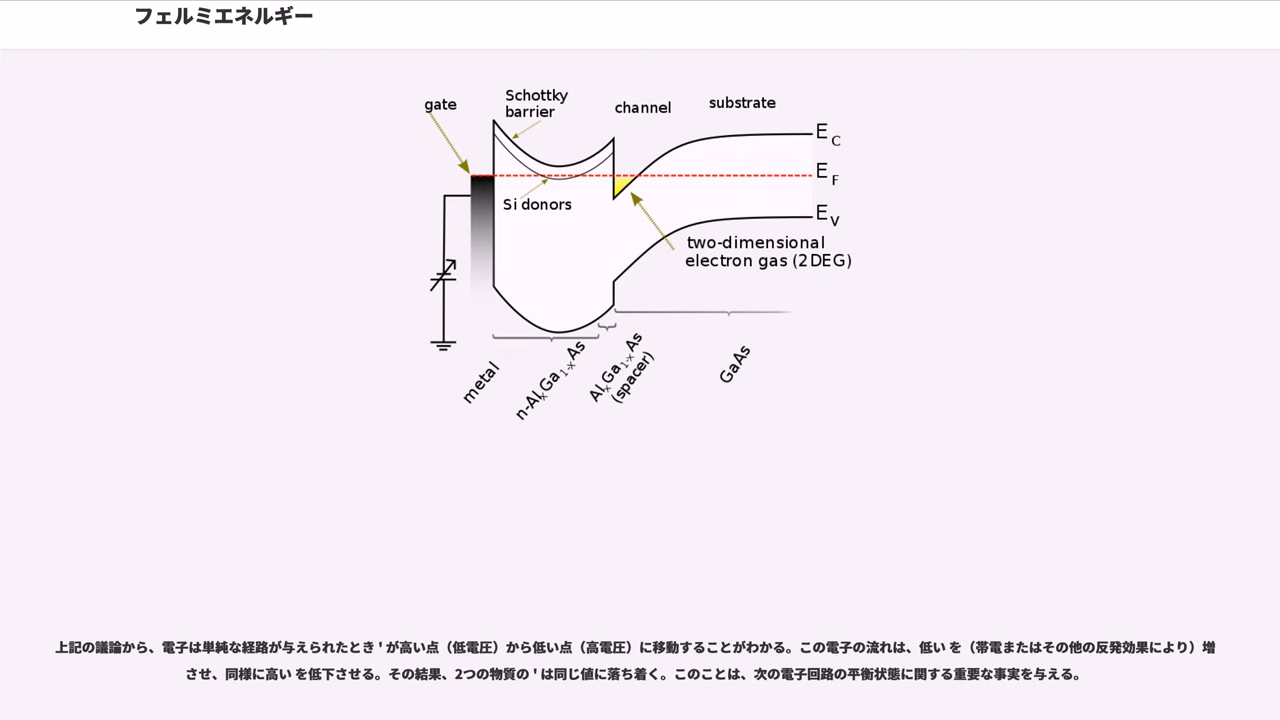 フェルミエネルギー
gate
Schottky
barrier
channel
substrate
E C
E F
E V
Si donors
two-dimensional
electron gas (2DEG)
metal
n-AlxGa1-xAs
AlxGa1-xAs
(spacer)
GaAs
上記の議論から、電子は単純な経路が与えられたとき ' が高い点（低電圧）から低い点（高電圧）に移動することがわかる。この電子の流れは、低い を（帯電またはその他の反発効果により）増
させ、同様に高い を低下させる。その結果、2つの物質の ' は同じ値に落ち着く。このことは、次の電子回路の平衡状態に関する重要な事実を与える。